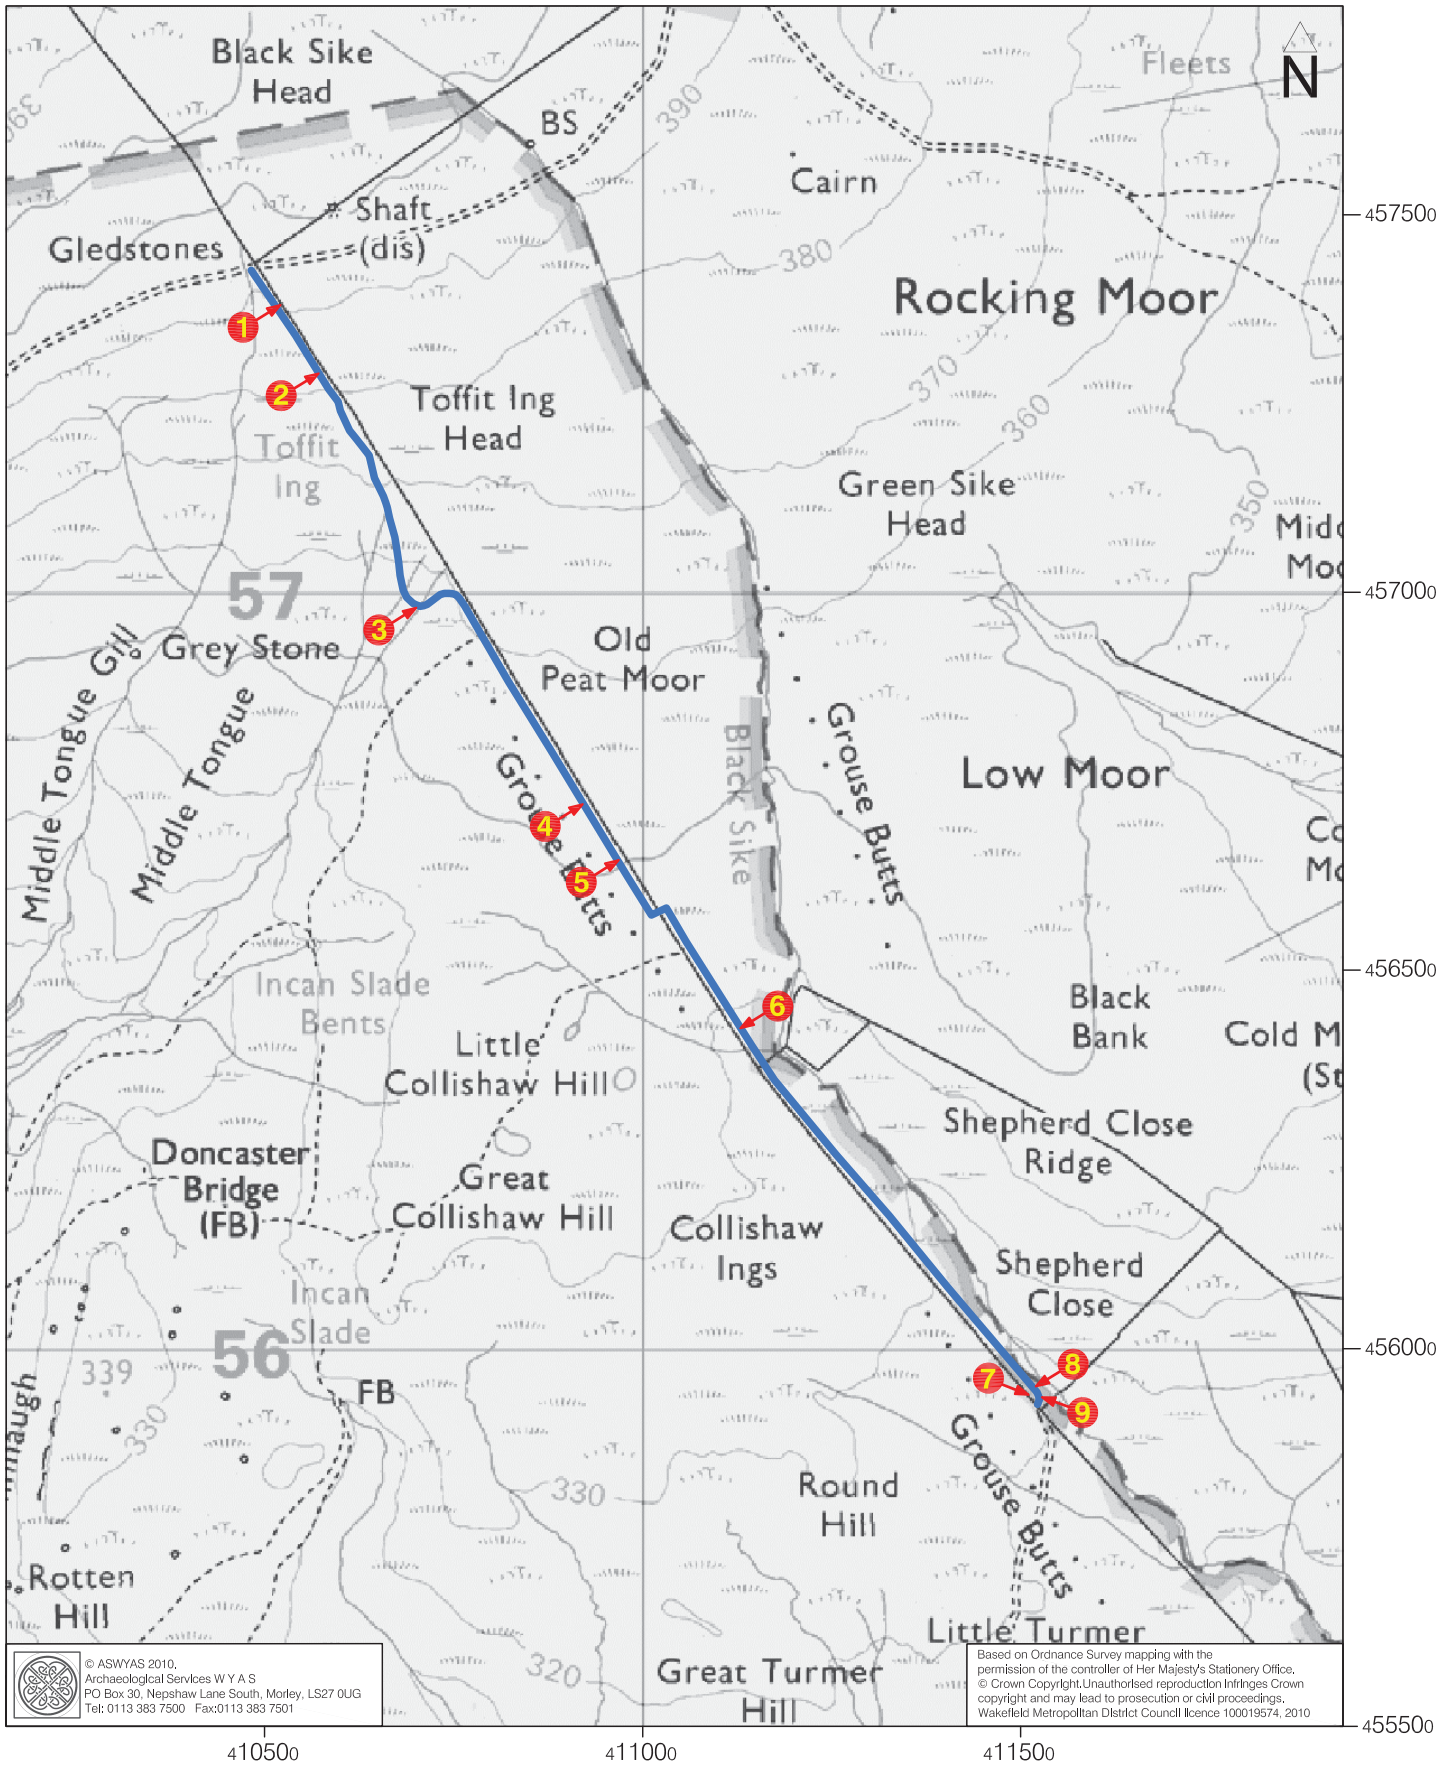 Black Sike
Head
Fleets
N
390
390
BS
Cairn
Shaft
(dis)
Gledstones
457500
380
Rocking Moor
1
2
Toffit Ing
Head
370
360
Toffit
Ing
Green Sike
Head
350
Midd
Moo
57
457000
3
Grey Stone
Old
Peat Moor
Middle Tongue Gill
Middle Tongue
Black Sike
Grouse Butts
Low Moor
Grouse Butts
4
5
Co
Mo
456500
Incan Slade
Bents
6
Black
Bank
Cold M
(St
Little
Collishaw Hill
Shepherd Close
Ridge
Doncaster
Bridge
(FB)
Great
Collishaw Hill
Collishaw
Ings
Shepherd
Close
Incan
Slade
56
456000
339
FB
7
8
9
330
330
Grouse Butts
Round
Hill
Rotten
Hill
320
Great Turmer
Hill
Little Turmer
© ASWYAS 2010.
Archaeological Services W Y A S
PO Box 30, Nepshaw Lane South, Morley, LS27 0UG
Tel: 0113 383 7500 Fax:0113 383 7501
Based on Ordnance Survey mapping with the
permission of the controller of Her Majesty's Stationery Office.
© Crown Copyright.Unauthorised reproduction infringes Crown
copyright and may lead to prosecution or civil proceedings.
Wakefield Metropolitan District Council licence 100019574, 2010
455500
410500
411000
411500